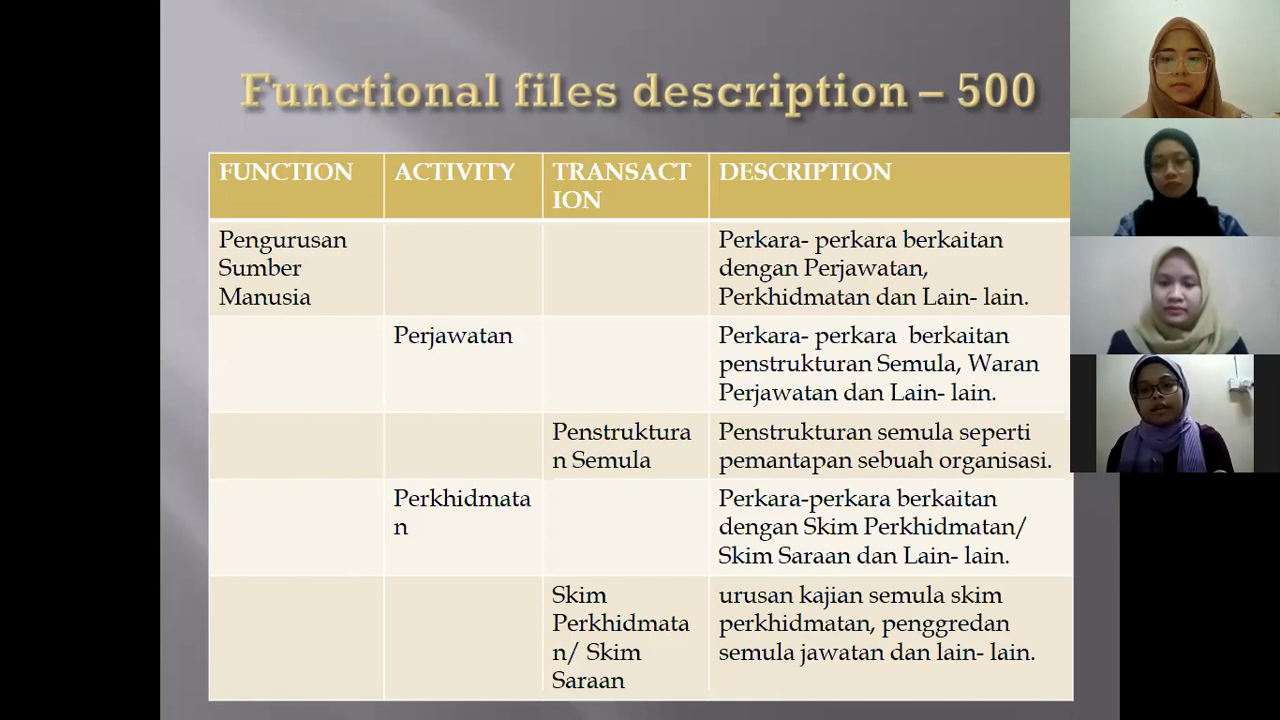 Functional files description – 500
FUNCTION
ACTIVITY
TRANSACT
ION
DESCRIPTION
Pengurusan
Sumber
Manusia
Perkara- perkara berkaitan
dengan Perjawatan,
Perkhidmatan dan Lain- lain.
Perjawatan
Perkara- perkara  berkaitan
penstrukturan Semula, Waran
Perjawatan dan Lain- lain.
Penstruktura
n Semula
Penstrukturan semula seperti
pemantapan sebuah organisasi.
Perkhidmata
n
Perkara-perkara berkaitan
dengan Skim Perkhidmatan/
Skim Saraan dan Lain- lain.
Skim
Perkhidmata
n/ Skim
Saraan
urusan kajian semula skim
perkhidmatan, penggredan
semula jawatan dan lain- lain.